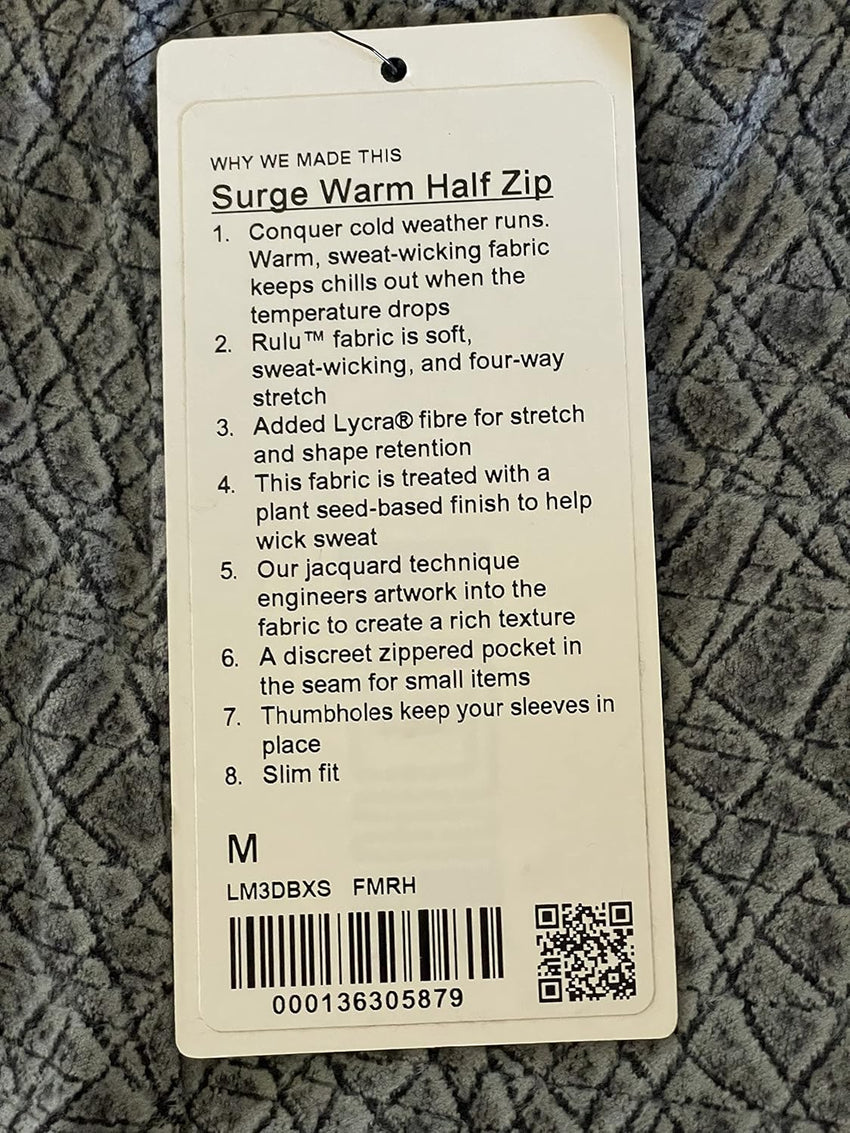 WHY WE MADE THIS
Surge Warm Half Zip
1. Conquer cold weather runs.
Warm, sweat-wicking fabric
keeps chills out when the
temperature drops
2. Rulu™ fabric is soft,
sweat-wicking, and four-way
stretch
3. Added Lycra® fibre for stretch
and shape retention
4. This fabric is treated with a
plant seed-based finish to help
wick sweat
5. Our jacquard technique
engineers artwork into the
fabric to create a rich texture
6. A discreet zippered pocket in
the seam for small items
7. Thumbholes keep your sleeves in
place
8. Slim fit
M
LM3DBXS FMRH
000136305879